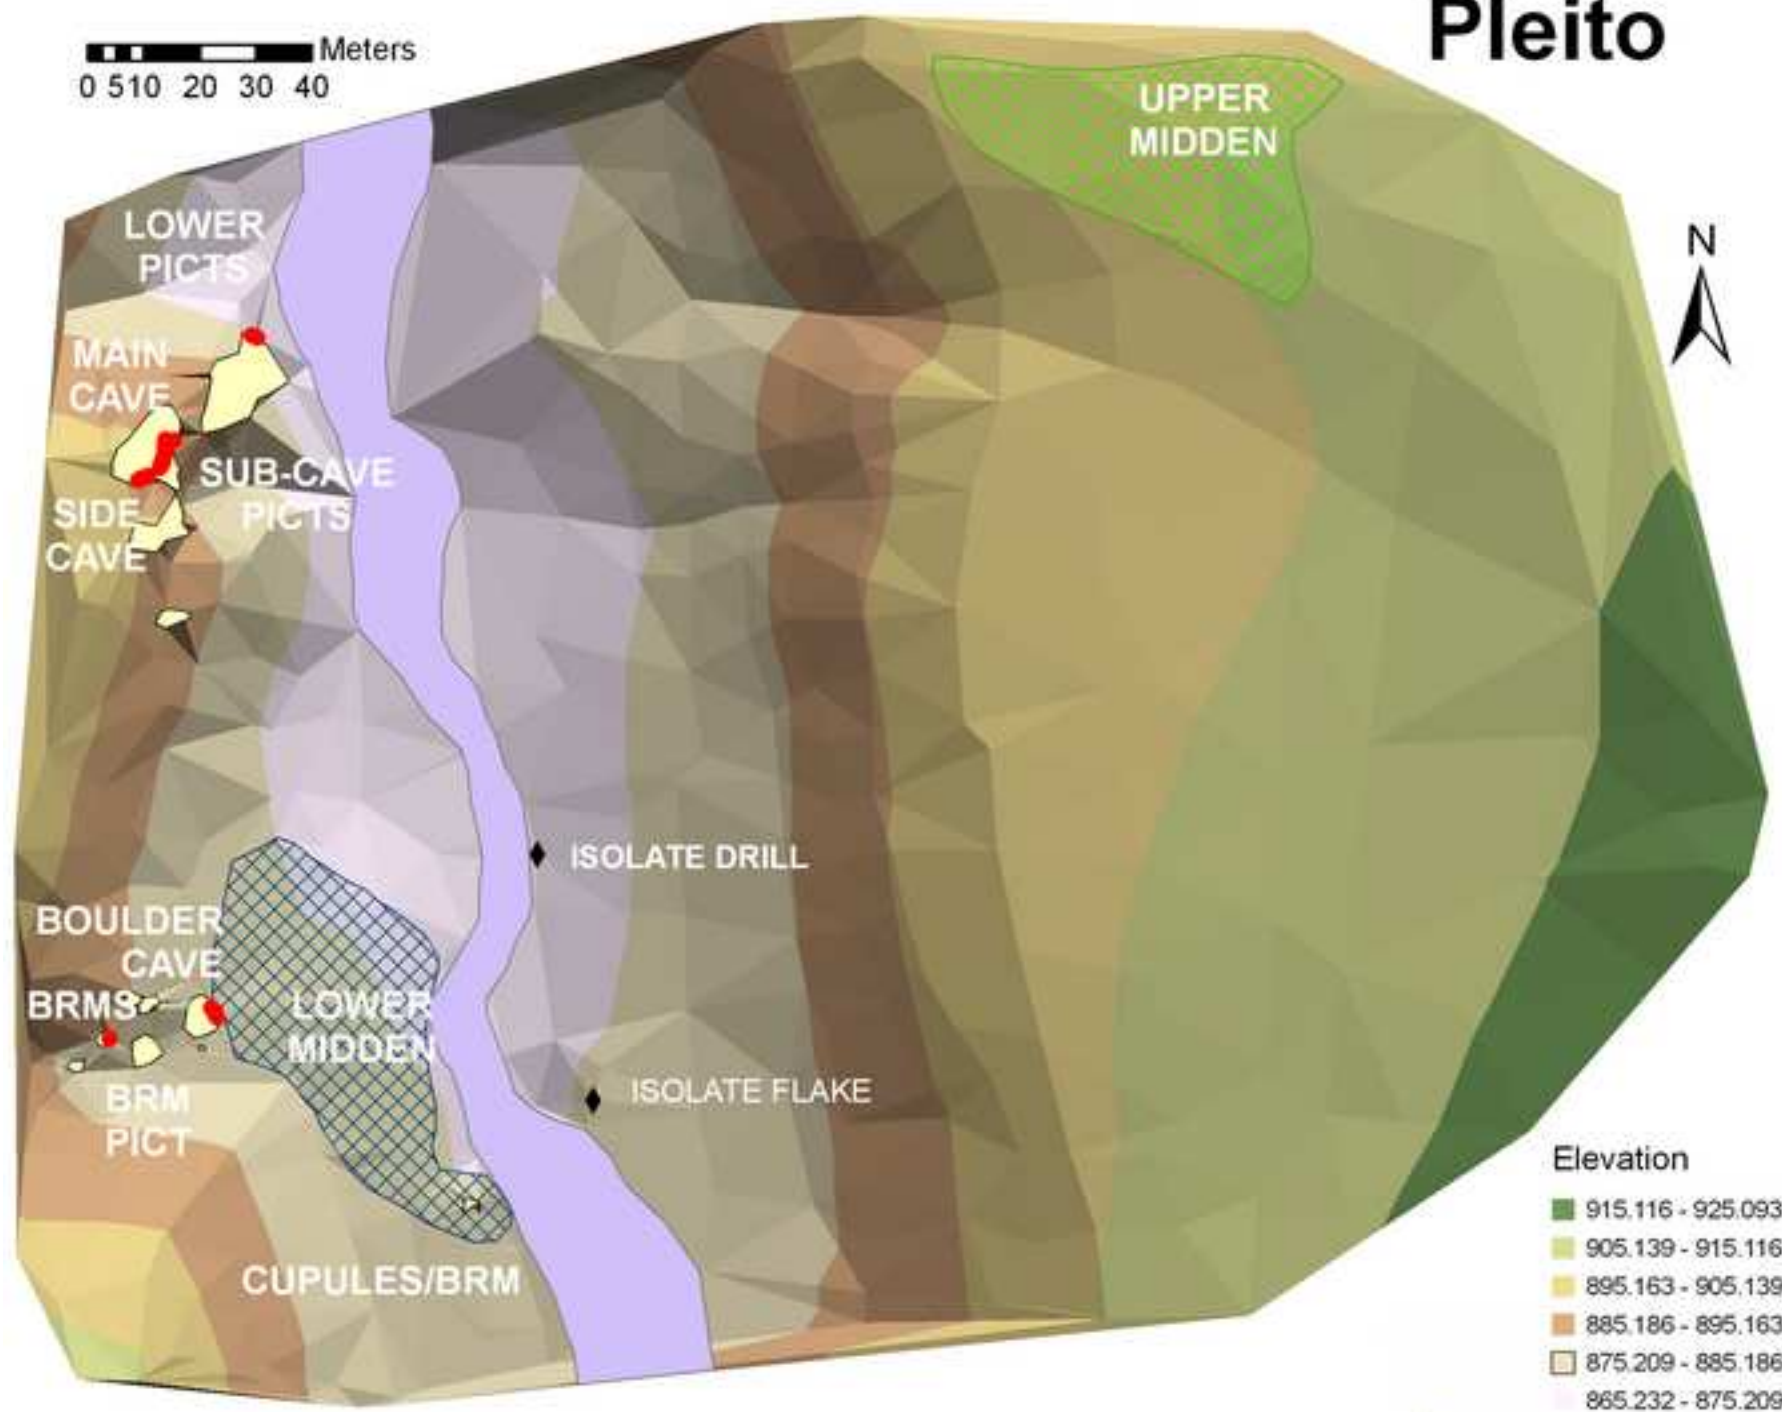 Pleito
Meters
0 510 20 30 40
UPPER
MIDDEN
LOWER
PICTS
N
MAIN
CAVE
SUB-CAVE
PICTS
SIDE
CAVE
ISOLATE DRILL
BOULDER
CAVE
BRMS
LOWER
MIDDEN
ISOLATE FLAKE
BRM
PICT
CUPULES/BRM
Elevation
915.116 - 925.093
905.139 - 915.116
895.163 - 905.139
885.186 - 895.163
875.209 - 885.186
865.232 - 875.209